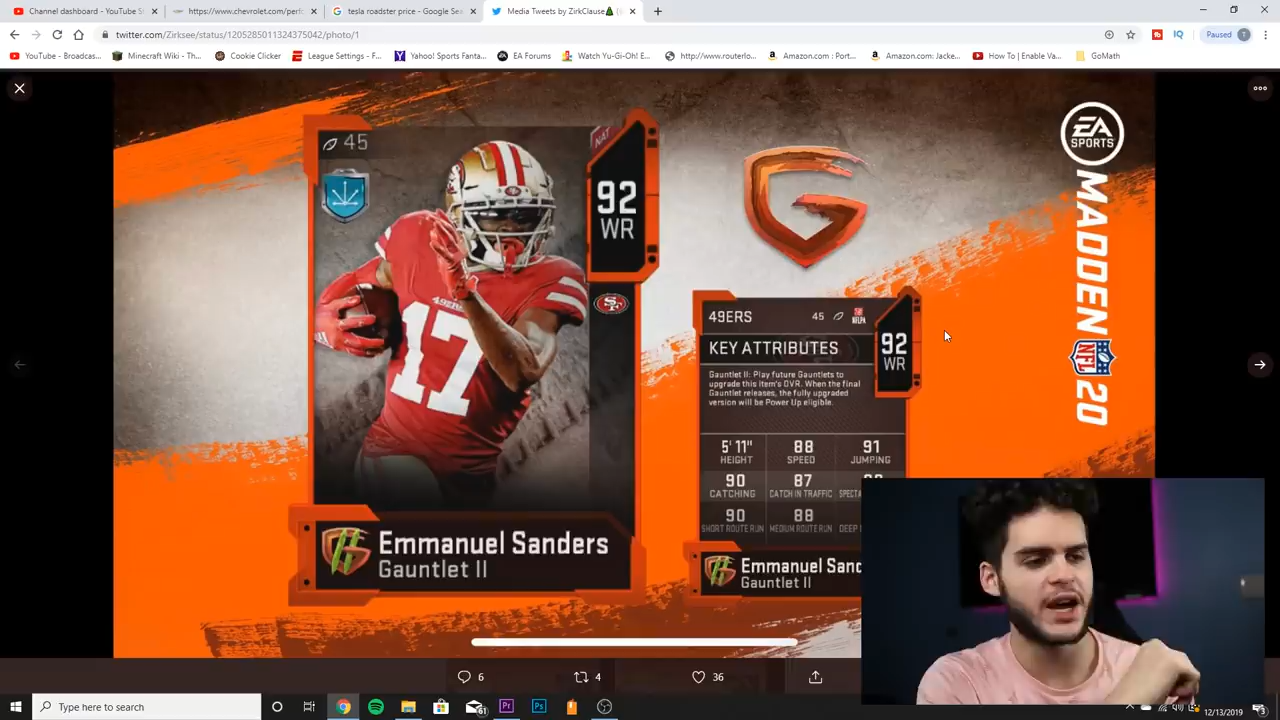 Channel dashboard - YouTube S
https://www.chevrolet.com/perfo
tesla roadster price - Google Sea
Media Tweets by ZirkClause
twitter.com/Zirksee/status/1205285011324375042/photo/1
Paused
YouTube - Broadcas...
Minecraft Wiki - Th...
Cookie Clicker
League Settings - F...
Yahoo! Sports Fanta...
EA Forums
Watch Yu-Gi-Oh! E...
http://www.routerlo...
Amazon.com : Port...
Amazon.com: Jacke...
How To | Enable Va...
GoMath
45
NAT
92
WR
17
49ERS
SF
Emmanuel Sanders
Gauntlet II
G
EA
SPORTS
MADDEN NFL 20
49ERS 45 NFLPA
KEY ATTRIBUTES
92
WR
Gauntlet II: Play future Gauntlets to
upgrade this item's OVR. When the final
Gauntlet releases, the fully upgraded
version will be Power Up eligible.
5' 11" 88 91
HEIGHT SPEED JUMPING
90 87
CATCHING CATCH IN TRAFFIC
90 88
SHORT ROUTE RUN MEDIUM ROUTE RUN DEEP
Emmanuel Sand
Gauntlet II
6 4 36
Type here to search
12/13/2019